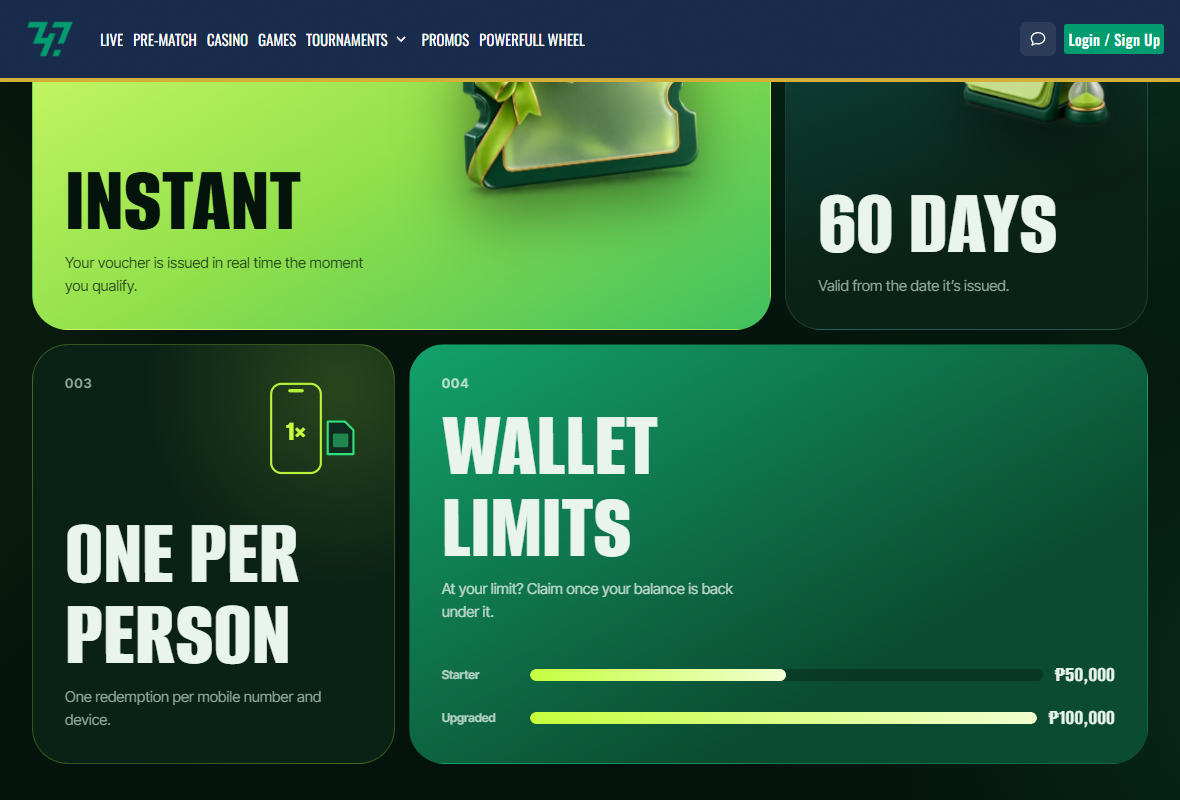 LIVE PRE-MATCH CASINO GAMES TOURNAMENTS PROMOS POWERFULL WHEEL
Login / Sign Up
INSTANT
Your voucher is issued in real time the moment
you qualify.
60 DAYS
Valid from the date it’s issued.
003
1×
ONE PER
PERSON
One redemption per mobile number and
device.
004
WALLET
LIMITS
At your limit? Claim once your balance is back
under it.
Starter
₱50,000
Upgraded
₱100,000